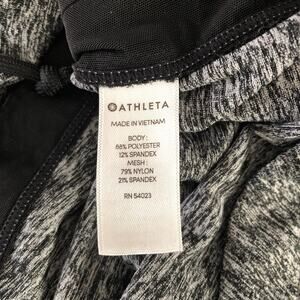 ATHLETA
MADE IN VIETNAM
BODY:
88% POLYESTER
12% SPANDEX
MESH:
79% NYLON
21% SPANDEX
RN 54023